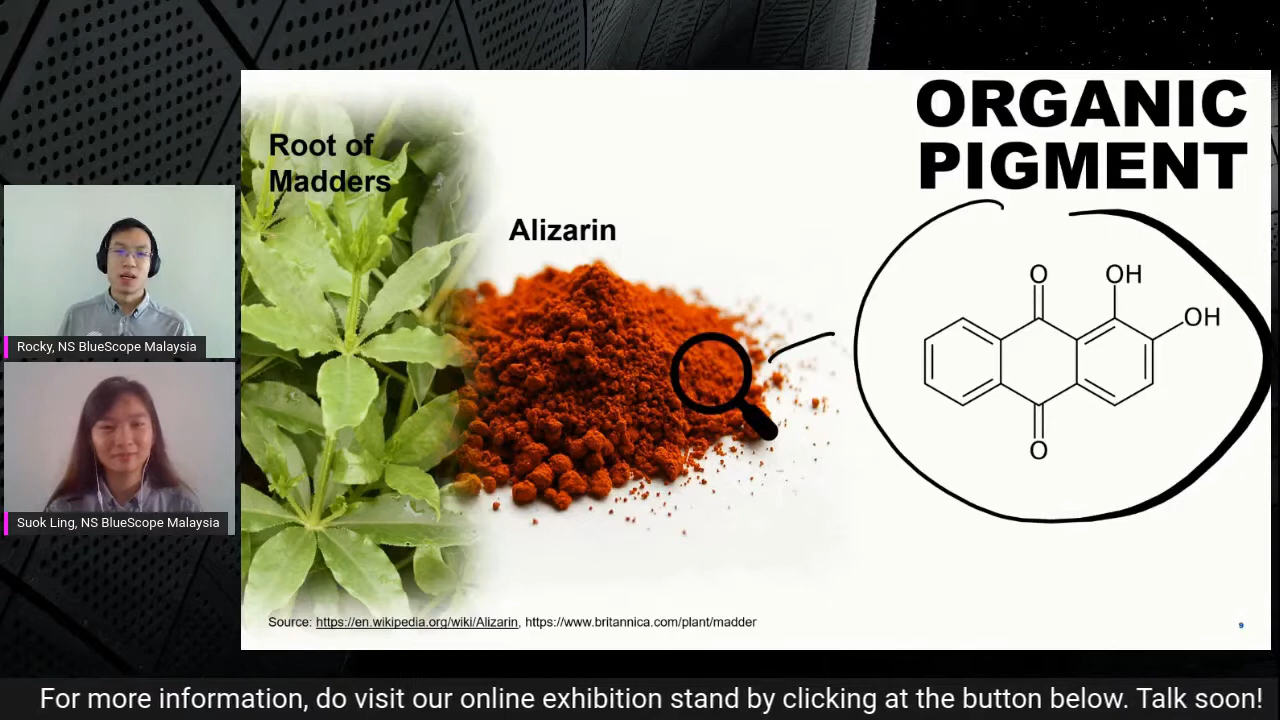 ORGANIC
PIGMENT
Root of
Madders
Alizarin
O
OH
OH
O
Rocky, NS BlueScope Malaysia
Suok Ling, NS BlueScope Malaysia
Source: https://en.wikipedia.org/wiki/Alizarin, https://www.britannica.com/plant/madder
9
For more information, do visit our online exhibition stand by clicking at the button below. Talk soon!